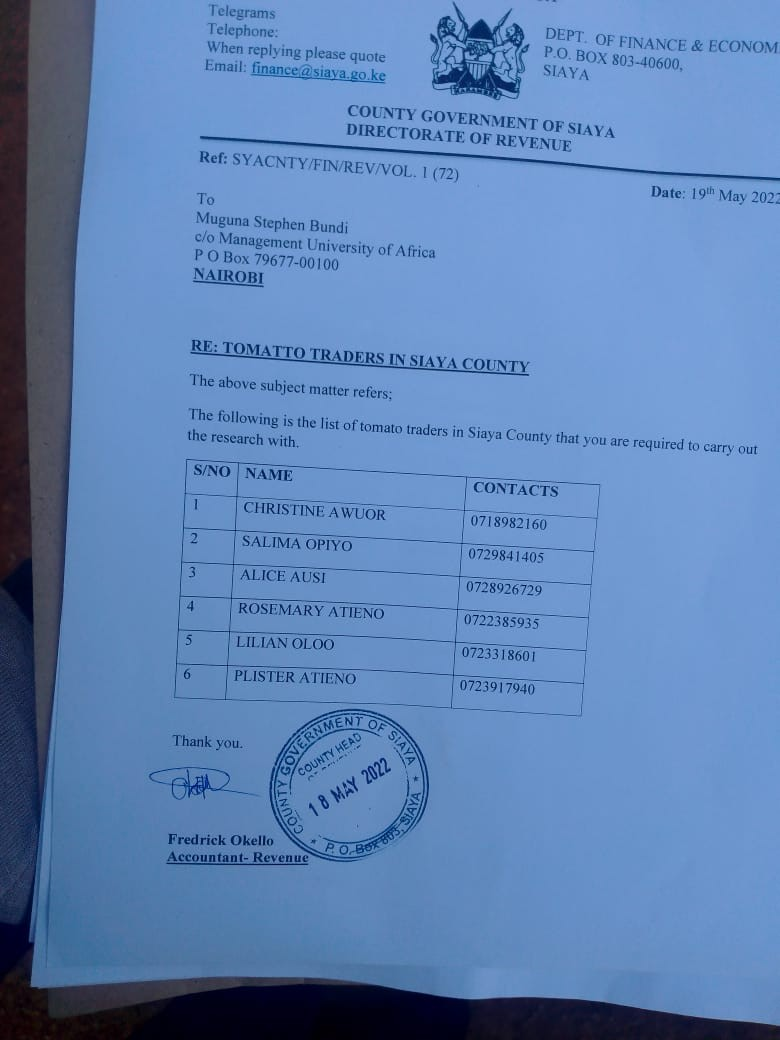 Telegrams
Telephone:
When replying please quote
Email: finance@siaya.go.ke
HARAMBEE
DEPT. OF FINANCE & ECONOM
P.O. BOX 803-40600,
SIAYA
COUNTY GOVERNMENT OF SIAYA
DIRECTORATE OF REVENUE
Ref: SYACNTY/FIN/REV/VOL. 1 (72)
Date: 19th May 2022
To
Muguna Stephen Bundi
c/o Management University of Africa
P O Box 79677-00100
NAIROBI
RE: TOMATTO TRADERS IN SIAYA COUNTY
The above subject matter refers;
The following is the list of tomato traders in Siaya County that you are required to carry out
the research with.
S/NO NAME CONTACTS
1 CHRISTINE AWUOR 0718982160
2 SALIMA OPIYO 0729841405
3 ALICE AUSI 0728926729
4 ROSEMARY ATIENO 0722385935
5 LILIAN OLOO 0723318601
6 PLISTER ATIENO 0723917940
Thank you.
COUNTY GOVERNMENT OF SIAYA
COUNTY HEAD
18 MAY 2022
* P. O. Box 803, SIAYA *
Fredrick Okello
Accountant- Revenue